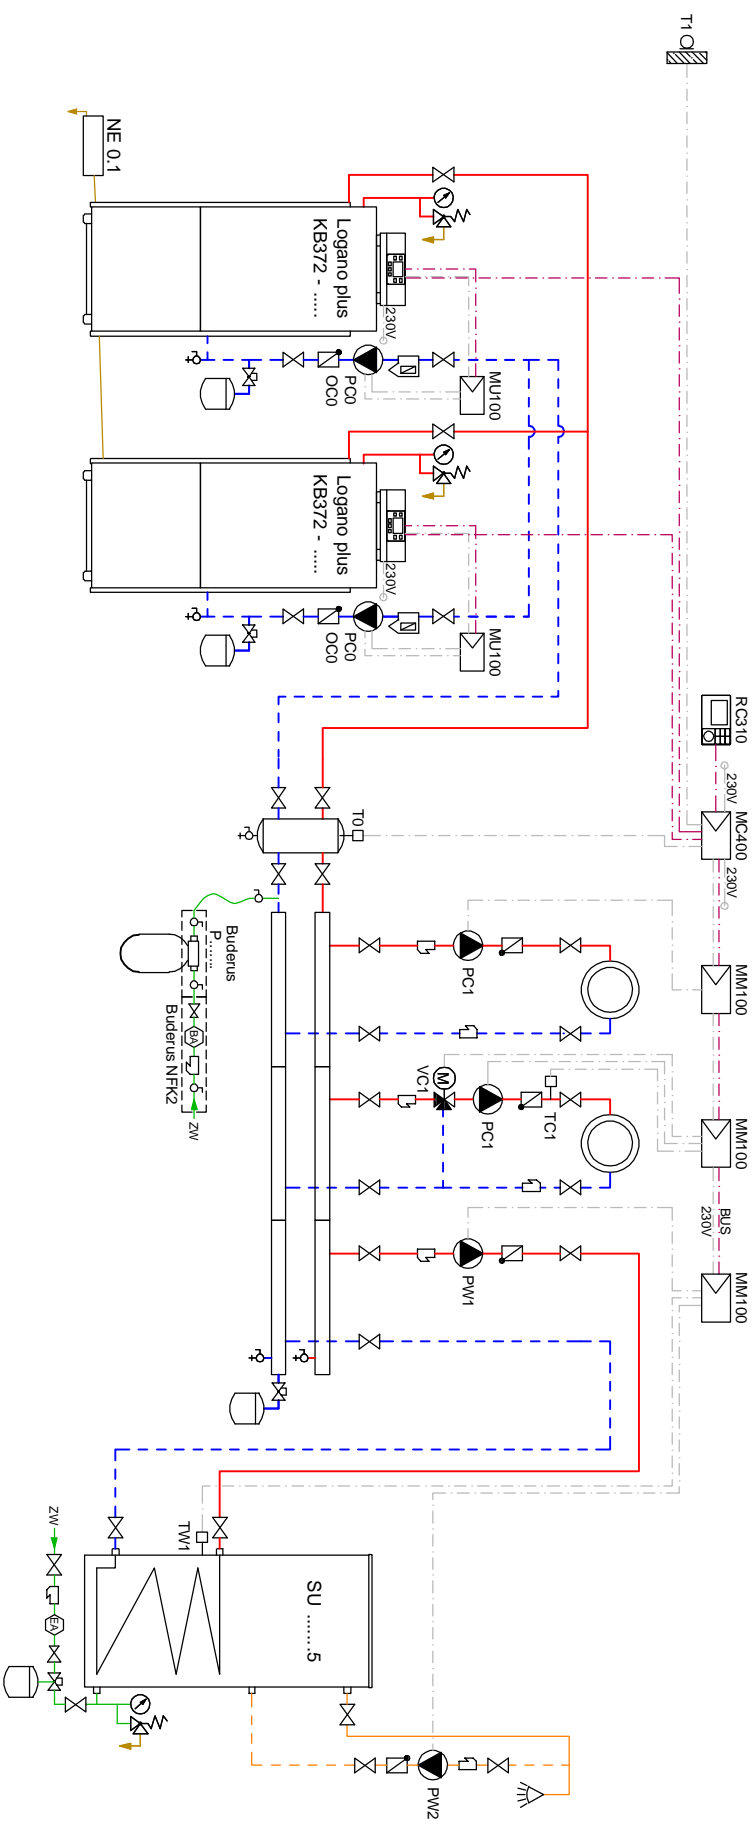 T1
NE 0.1
Logano plus
KB372 - .....
230V
PC0
OC0
MU100
Logano plus
KB372 - .....
230V
PC0
OC0
MU100
RC310
230V
MC400
230V
T0
Buderus
P........
BA
Buderus NFK2
ZW
PC1
MM100
M
VC1
PC1
TC1
MM100
BUS
230V
PW1
MM100
ZW
EA
TW1
SU .......5
PW2